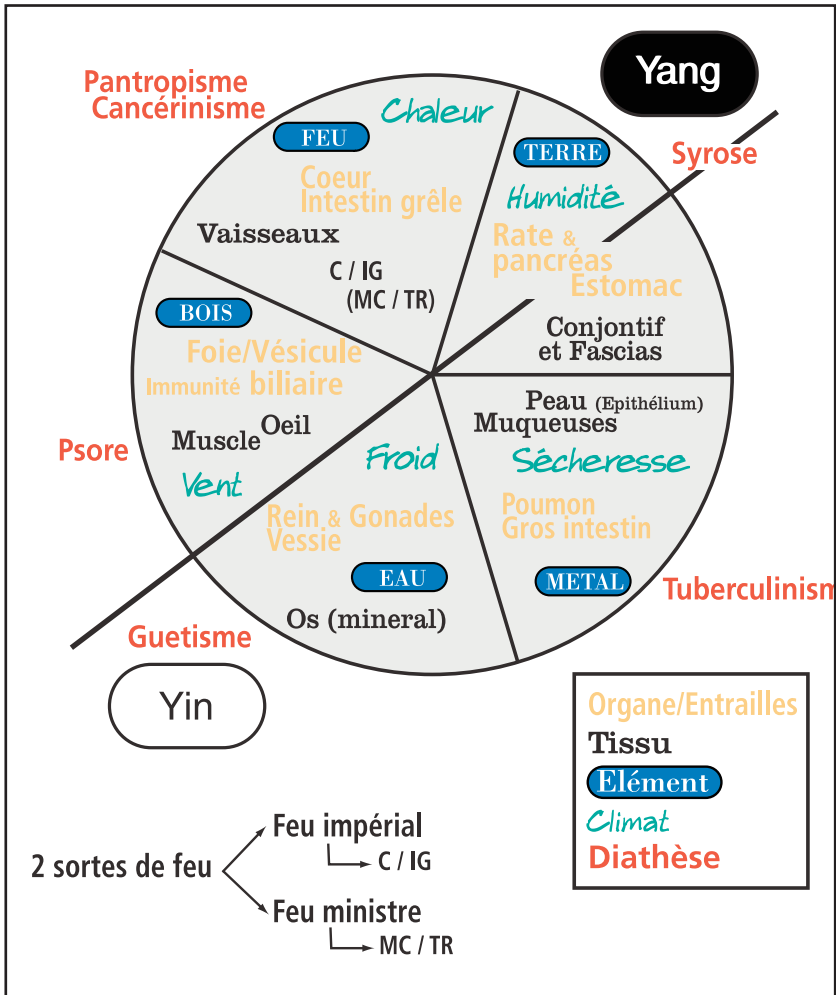 Yang
Pantropisme
Cancérinisme
Chaleur
FEU
Coeur
Intestin grêle
Vaisseaux
C / IG
(MC / TR)
TERRE
Syrose
Humidité
Rate &
pancréas
Estomac
Conjontif
et Fascias
BOIS
Foie/Vésicule
Immunité biliaire
Oeil
Muscle
Psore
Vent
Peau (Epithélium)
Muqueuses
Sécheresse
Poumon
Gros intestin
METAL
Tuberculinism
Froid
Rein & Gonades
Vessie
EAU
Os (mineral)
Guetisme
Yin
Organe/Entrailles
Tissu
Elément
Climat
Diathèse
2 sortes de feu
Feu impérial
C / IG
Feu ministre
MC / TR